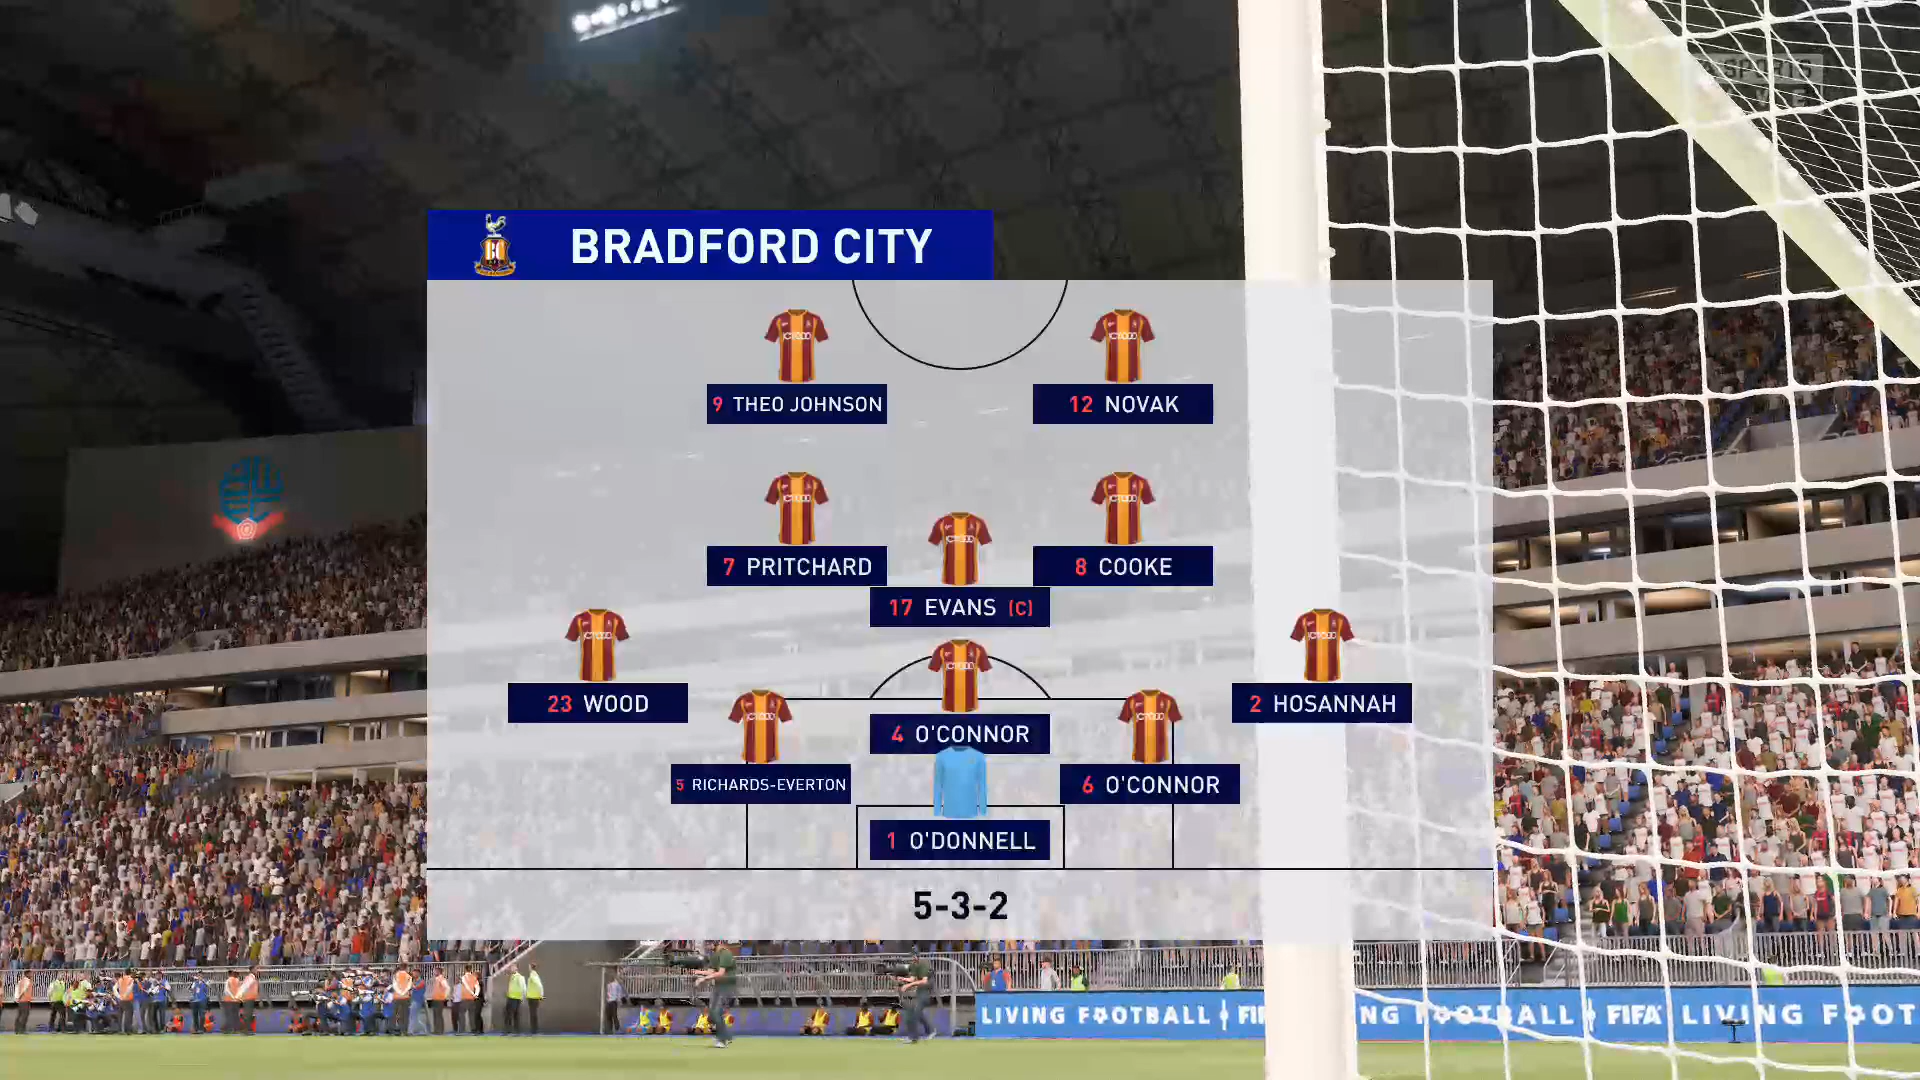 SPORTS
BRADFORD CITY
9 THEO JOHNSON
12 NOVAK
7 PRITCHARD
8 COOKE
17 EVANS (C)
23 WOOD
2 HOSANNAH
4 O'CONNOR
5 RICHARDS-EVERTON
6 O'CONNOR
1 O'DONNELL
5-3-2
LIVING FOOTBALL
FIFA LIVING FOOT